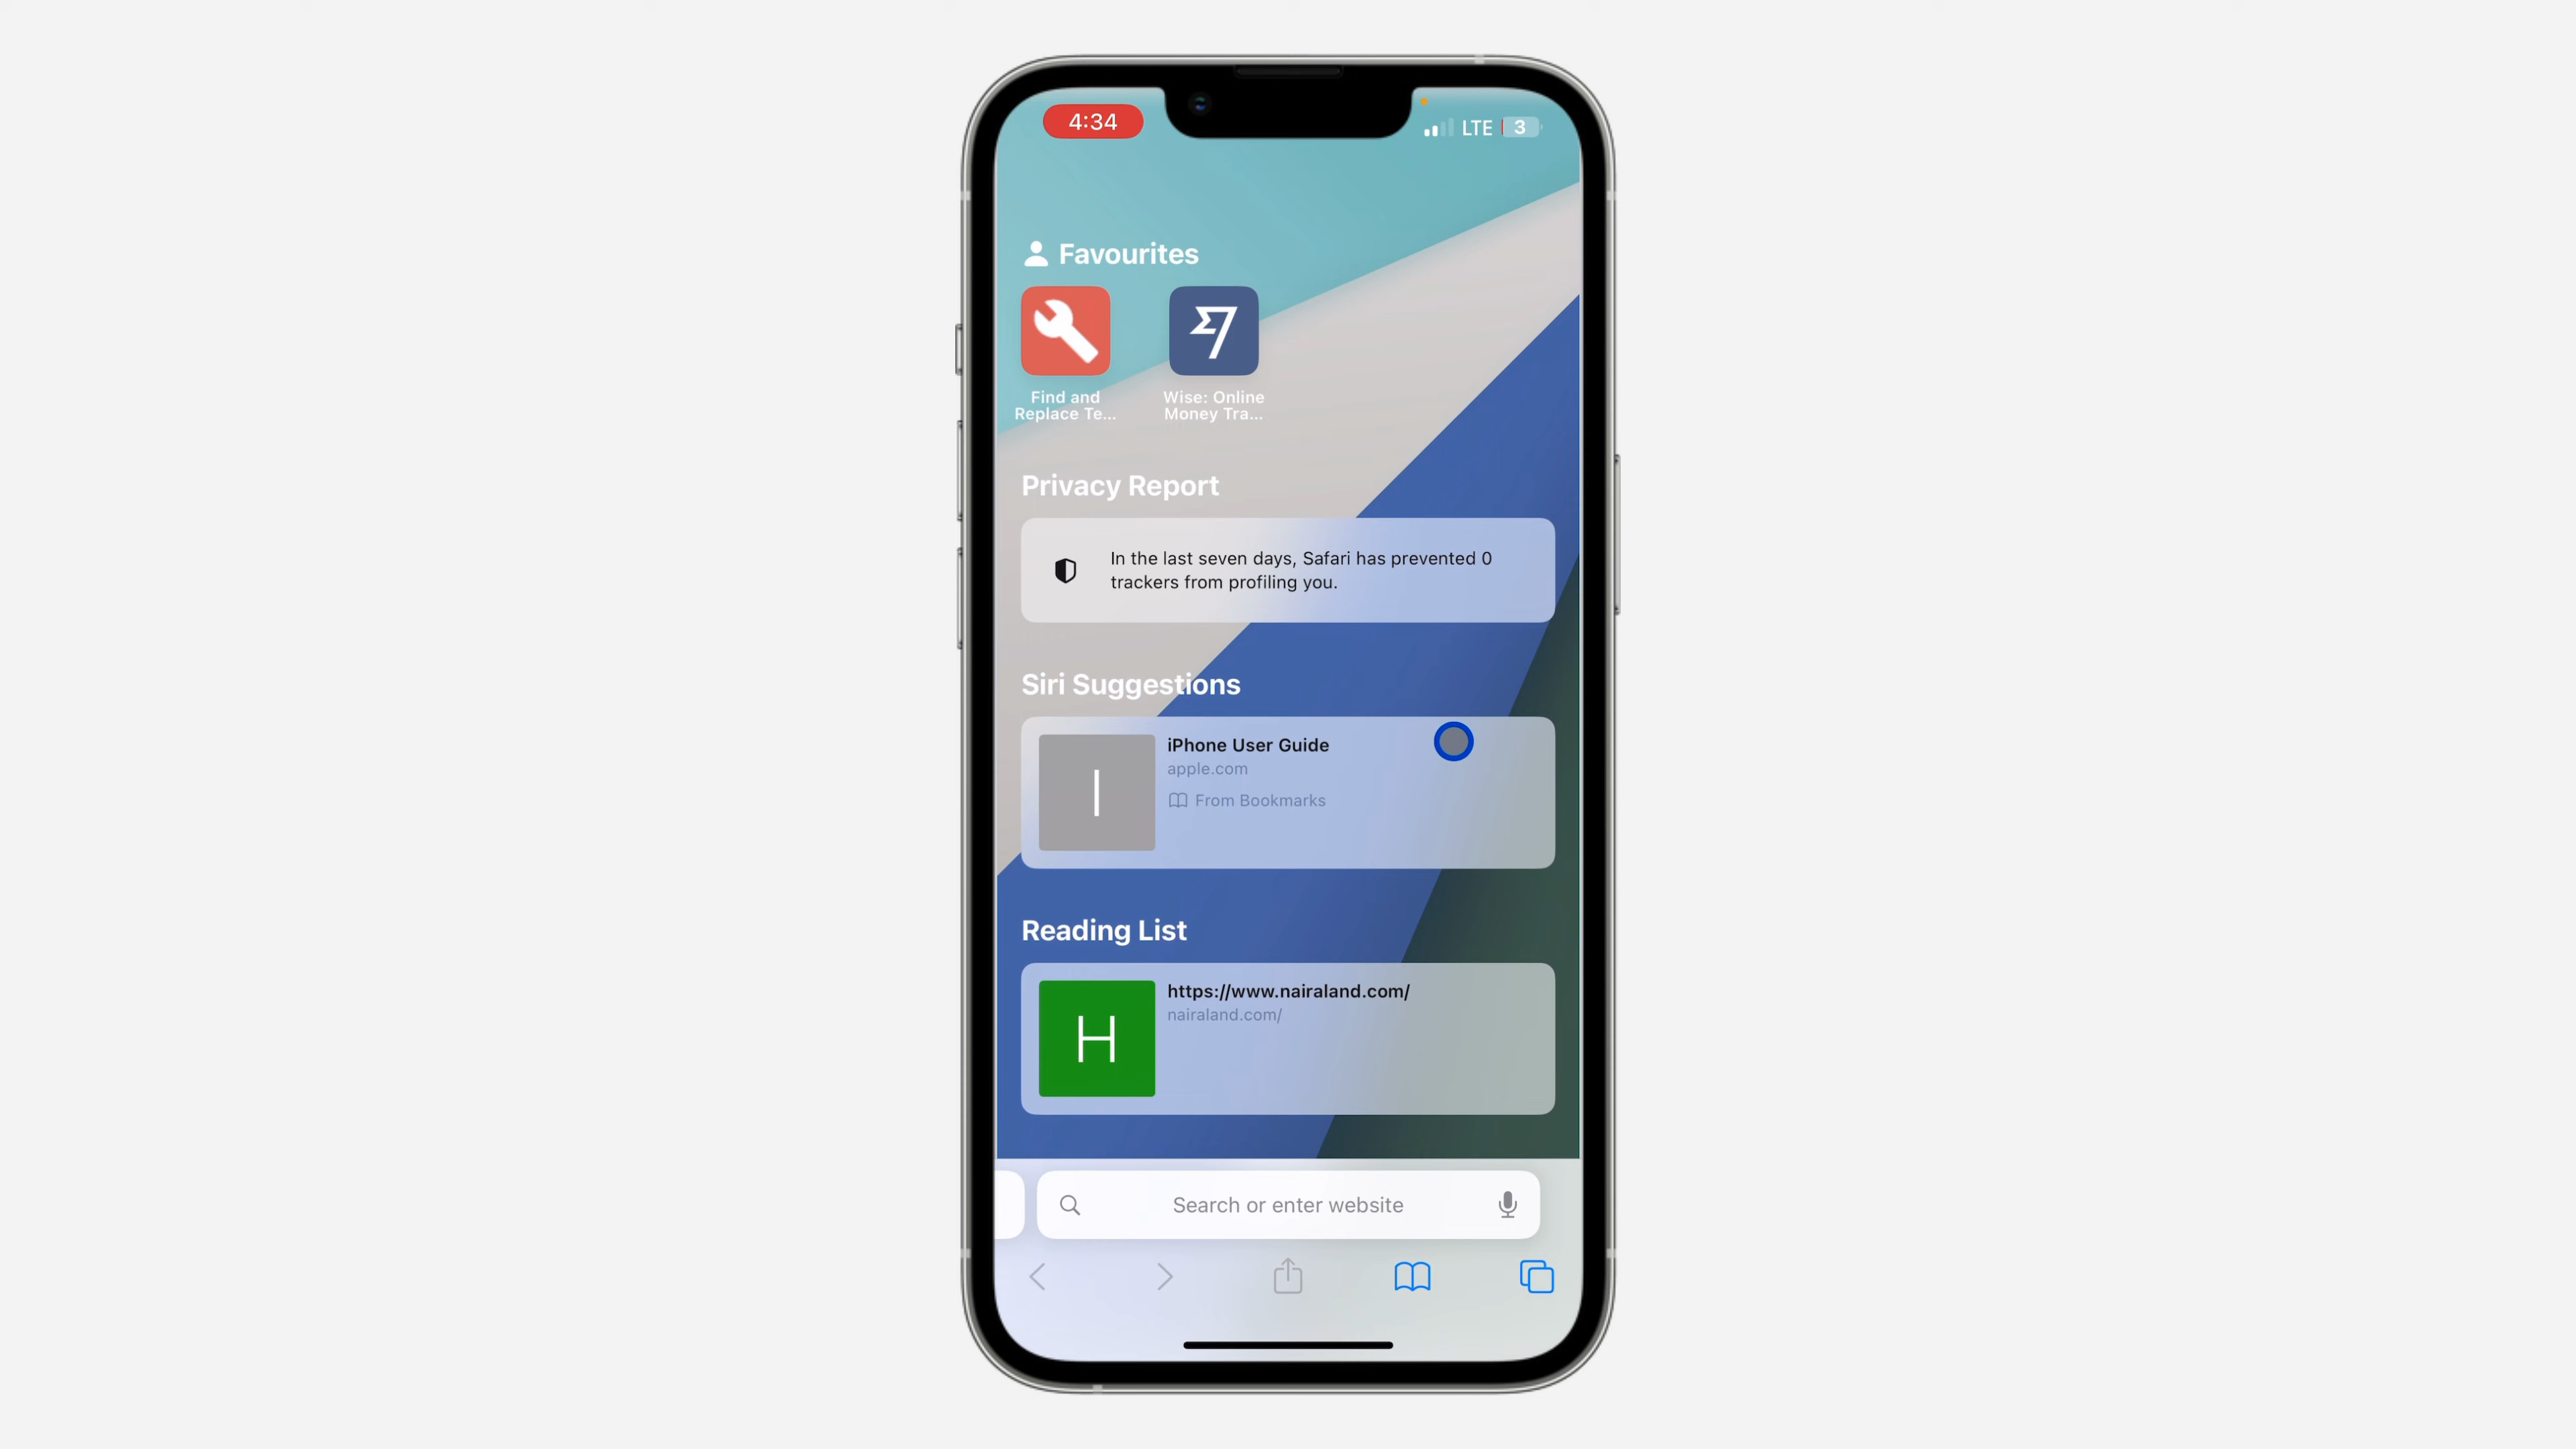 4:34
LTE 3
Favourites
Find and
Replace Te...
Wise: Online
Money Tra...
Privacy Report
In the last seven days, Safari has prevented 0
trackers from profiling you.
Siri Suggestions
I
iPhone User Guide
apple.com
From Bookmarks
Reading List
H
https://www.nairaland.com/
nairaland.com/
Search or enter website